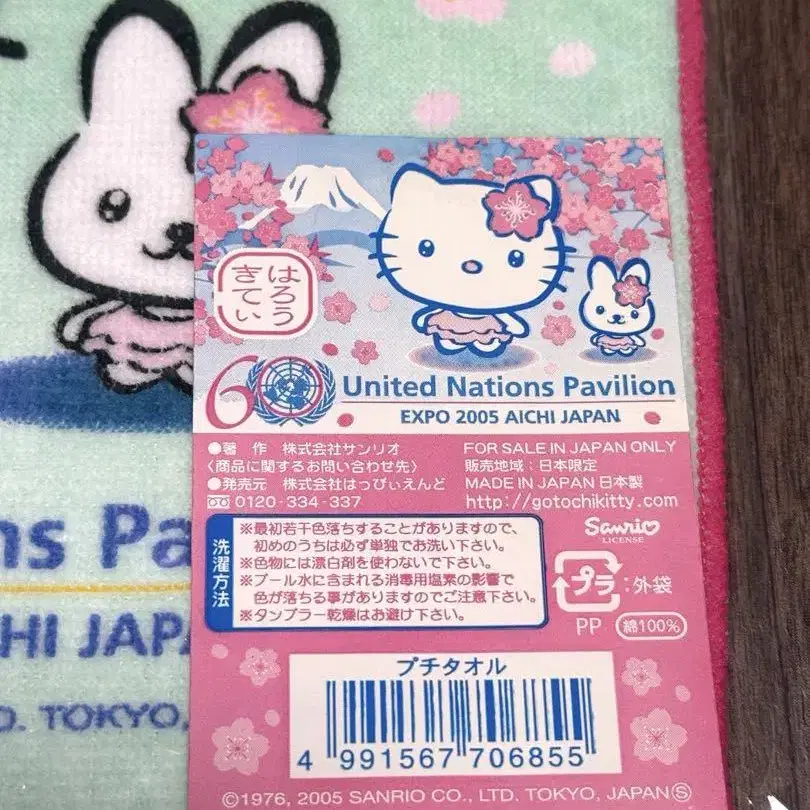 はろう
きてぃ
60
United Nations Pavilion
EXPO 2005 AICHI JAPAN
●著　作　株式会社サンリオ
〈商品に関するお問い合わせ先〉
●発売元　株式会社はっぴぃえんど
0120-334-337
FOR SALE IN JAPAN ONLY
販売地域：日本限定
MADE IN JAPAN 日本製
http://gotochikitty.com
洗濯方法
※最初若干色落ちすることがありますので、
初めのうちは必ず単独でお洗い下さい。
※色物には漂白剤を使わないで下さい。
※プール水に含まれる消毒用塩素の影響で
色が落ちる事がありますのでご注意下さい。
※タンブラー乾燥はお避け下さい。
Sanrio
LICENSE
プラ：外袋
PP 綿100%
プチタオル
4 991567 706855
©1976, 2005 SANRIO CO., LTD. TOKYO, JAPAN Ⓢ
ns Pa
HI JAPA
O. TOKYO,